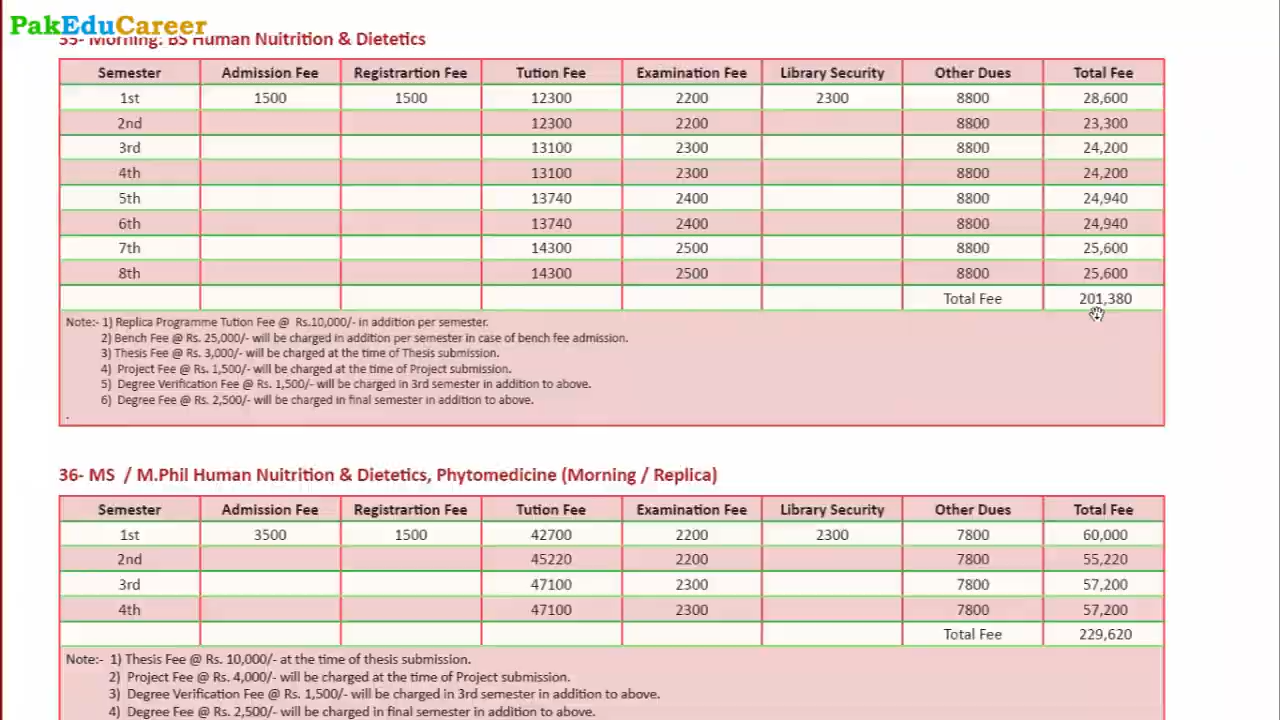 PakEduCareer
35- Morning: BS Human Nuitrition & Dietetics
Semester Admission Fee Registrartion Fee Tution Fee Examination Fee Library Security Other Dues Total Fee
1st 1500 1500 12300 2200 2300 8800 28,600
2nd 12300 2200 8800 23,300
3rd 13100 2300 8800 24,200
4th 13100 2300 8800 24,200
5th 13740 2400 8800 24,940
6th 13740 2400 8800 24,940
7th 14300 2500 8800 25,600
8th 14300 2500 8800 25,600
Total Fee 201,380
Note:- 1) Replica Programme Tution Fee @ Rs.10,000/- in addition per semester.
2) Bench Fee @ Rs. 25,000/- will be charged in addition per semester in case of bench fee admission.
3) Thesis Fee @ Rs. 3,000/- will be charged at the time of Thesis submission.
4) Project Fee @ Rs. 1,500/- will be charged at the time of Project submission.
5) Degree Verification Fee @ Rs. 1,500/- will be charged in 3rd semester in addition to above.
6) Degree Fee @ Rs. 2,500/- will be charged in final semester in addition to above.
.
36- MS / M.Phil Human Nuitrition & Dietetics, Phytomedicine (Morning / Replica)
Semester Admission Fee Registrartion Fee Tution Fee Examination Fee Library Security Other Dues Total Fee
1st 3500 1500 42700 2200 2300 7800 60,000
2nd 45220 2200 7800 55,220
3rd 47100 2300 7800 57,200
4th 47100 2300 7800 57,200
Total Fee 229,620
Note:- 1) Thesis Fee @ Rs. 10,000/- at the time of thesis submission.
2) Project Fee @ Rs. 4,000/- will be charged at the time of Project submission.
3) Degree Verification Fee @ Rs. 1,500/- will be charged in 3rd semester in addition to above.
4) Degree Fee @ Rs. 2,500/- will be charged in final semester in addition to above.